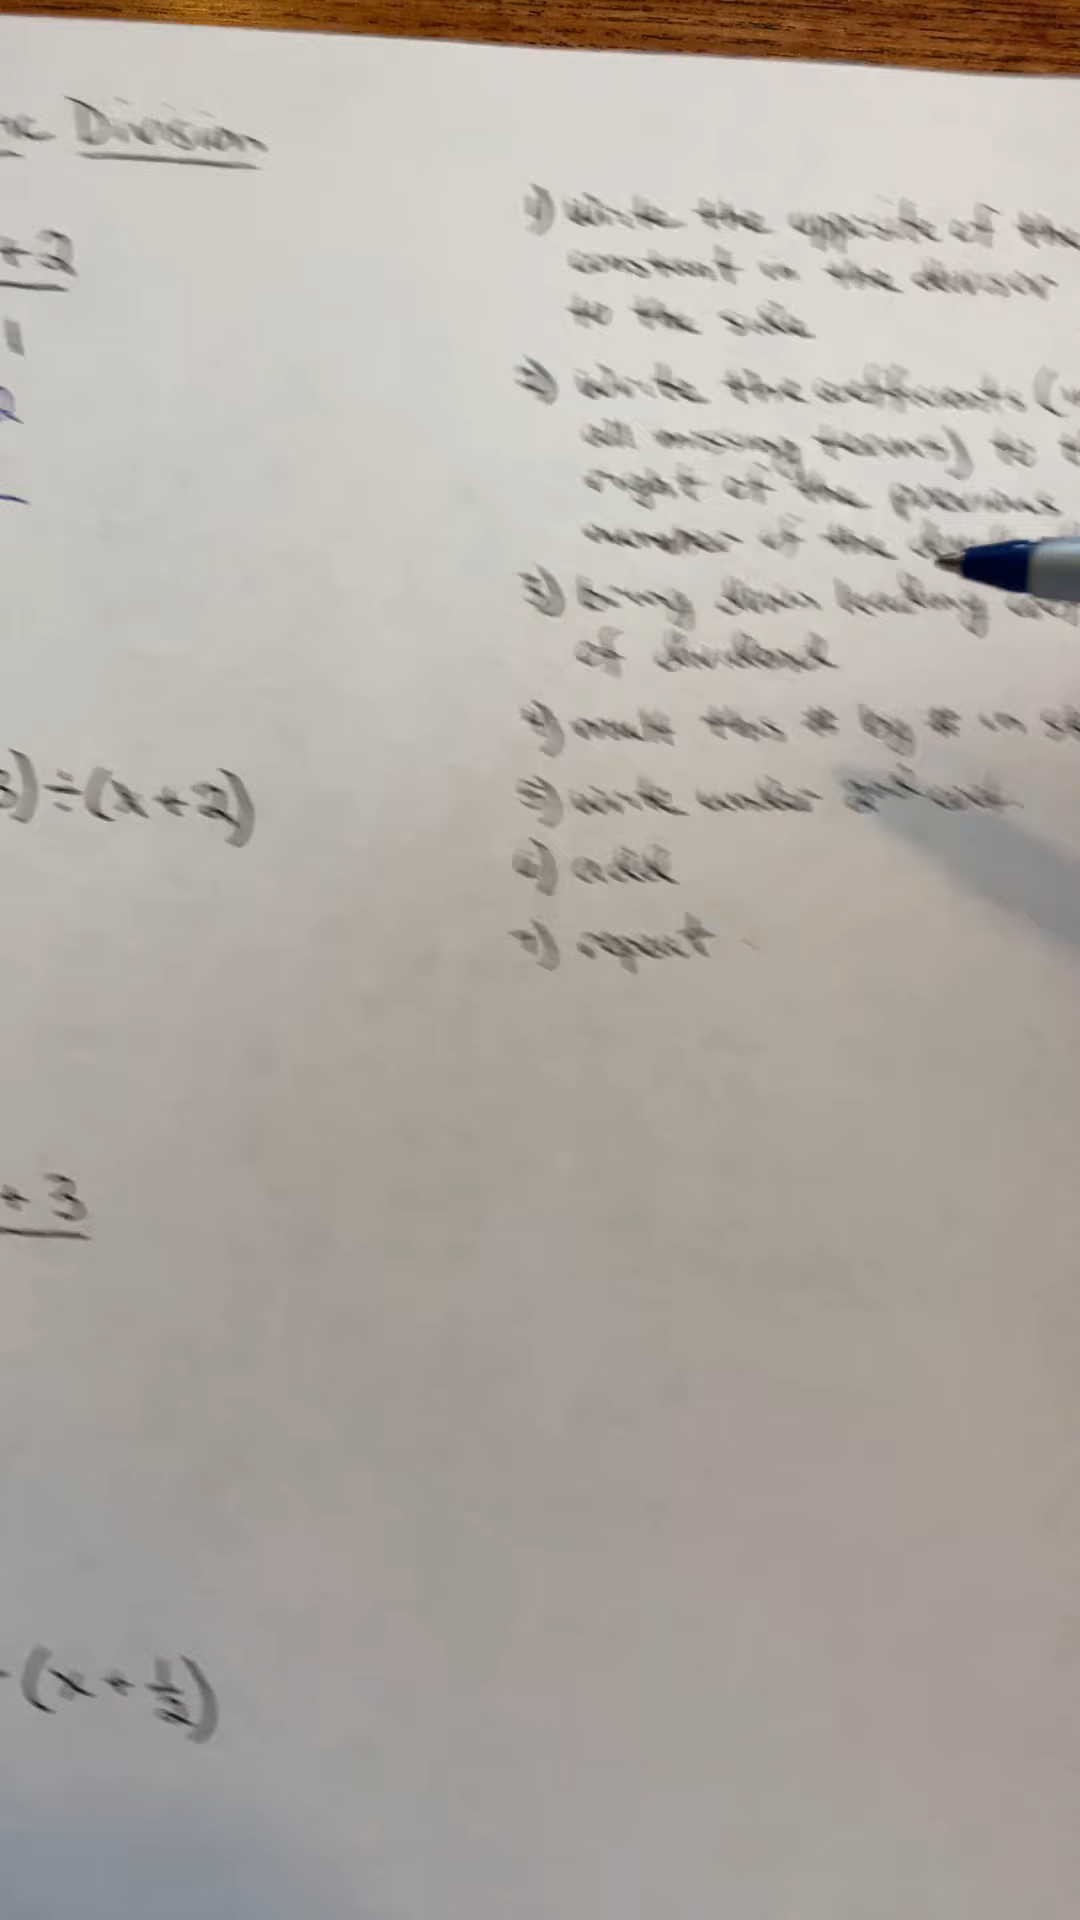 Division
+2
1
1) Write the opposite of the
constant in the divisor
to the side
2) Write the coefficients (
all missing terms) to
right of the previous
number of the
3) bring down leading
of dividend
4) mult this # by # in
÷(x+2)
5) write under
6) add
7) repeat
+ 3
(x + 1/2)